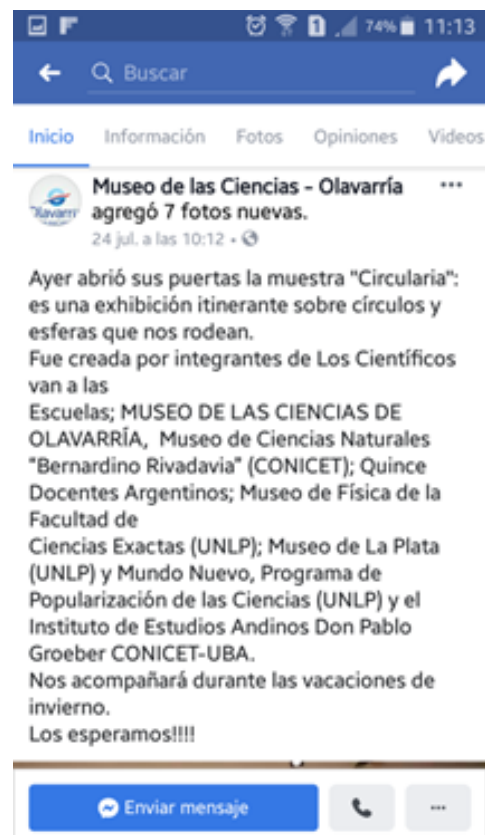 74% 11:13
Buscar
Inicio Información Fotos Opiniones Videos
Museo de las Ciencias - Olavarría
agregó 7 fotos nuevas.
24 jul. a las 10:12 •
Ayer abrió sus puertas la muestra "Circularia":
es una exhibición itinerante sobre círculos y
esferas que nos rodean.
Fue creada por integrantes de Los Científicos
van a las
Escuelas; MUSEO DE LAS CIENCIAS DE
OLAVARRÍA, Museo de Ciencias Naturales
"Bernardino Rivadavia" (CONICET); Quince
Docentes Argentinos; Museo de Física de la
Facultad de
Ciencias Exactas (UNLP); Museo de La Plata
(UNLP) y Mundo Nuevo, Programa de
Popularización de las Ciencias (UNLP) y el
Instituto de Estudios Andinos Don Pablo
Groeber CONICET-UBA.
Nos acompañará durante las vacaciones de
invierno.
Los esperamos!!!!
Enviar mensaje